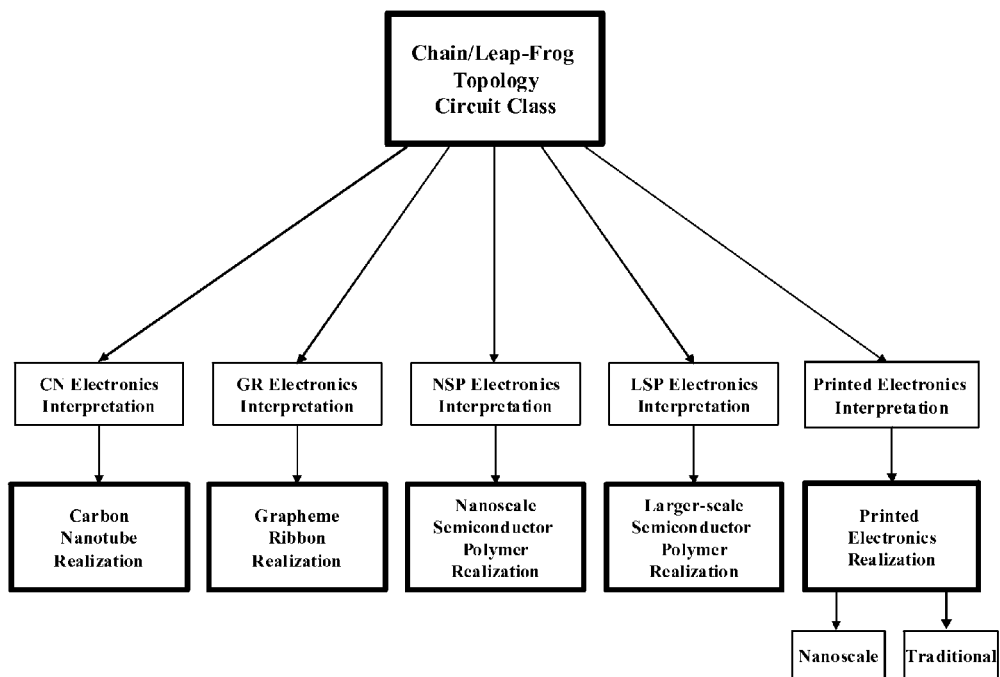 Chain/Leap-Frog
Topology
Circuit Class
CN Electronics
Interpretation
GR Electronics
Interpretation
NSP Electronics
Interpretation
LSP Electronics
Interpretation
Printed Electronics
Interpretation
Carbon
Nanotube
Realization
Grapheme
Ribbon
Realization
Nanoscale
Semiconductor
Polymer
Realization
Larger-scale
Semiconductor
Polymer
Realization
Printed
Electronics
Realization
Nanoscale
Traditional